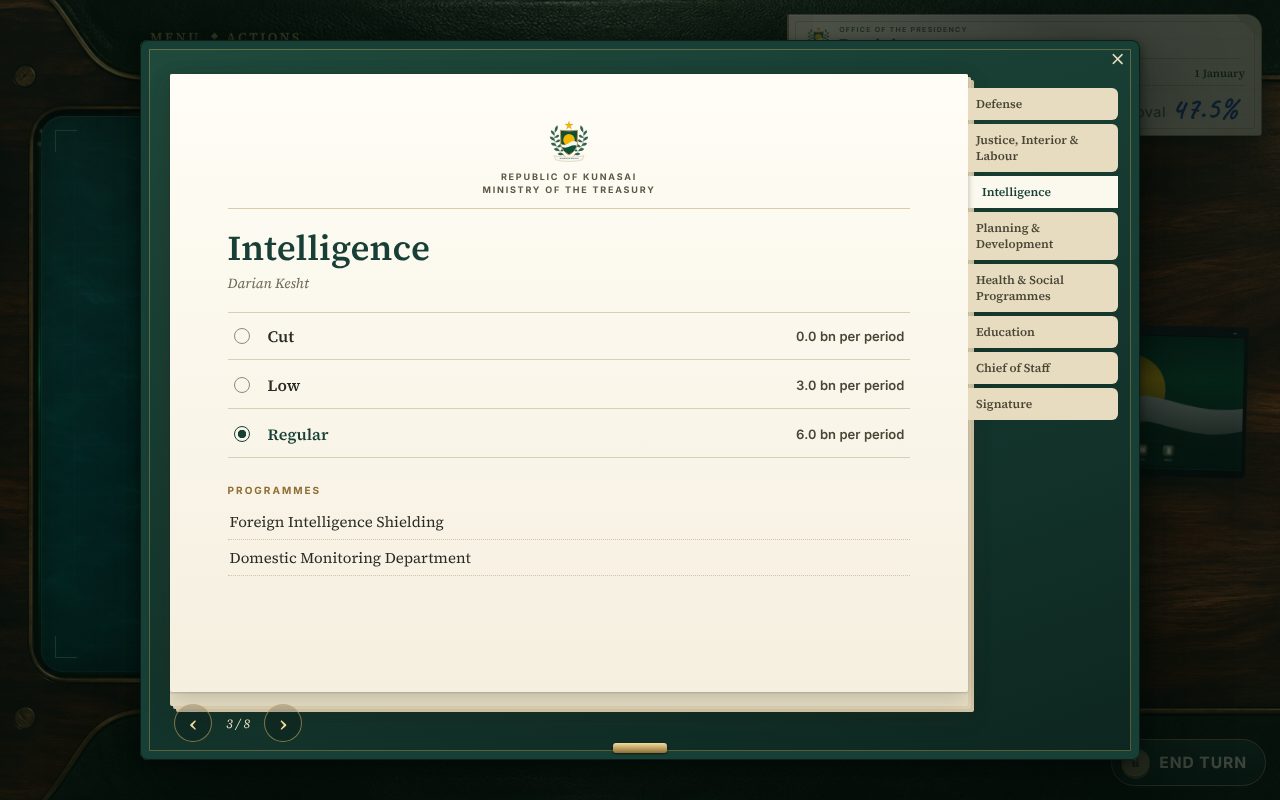 MENU ◆ ACTIONS
OFFICE OF THE PRESIDENCY
1 January
oval 47.5%
REPUBLIC OF KUNASAI
MINISTRY OF THE TREASURY
Intelligence
Darian Kesht
Cut 0.0 bn per period
Low 3.0 bn per period
Regular 6.0 bn per period
PROGRAMMES
Foreign Intelligence Shielding
Domestic Monitoring Department
Defense
Justice, Interior &
Labour
Intelligence
Planning &
Development
Health & Social
Programmes
Education
Chief of Staff
Signature
3 / 8
END TURN